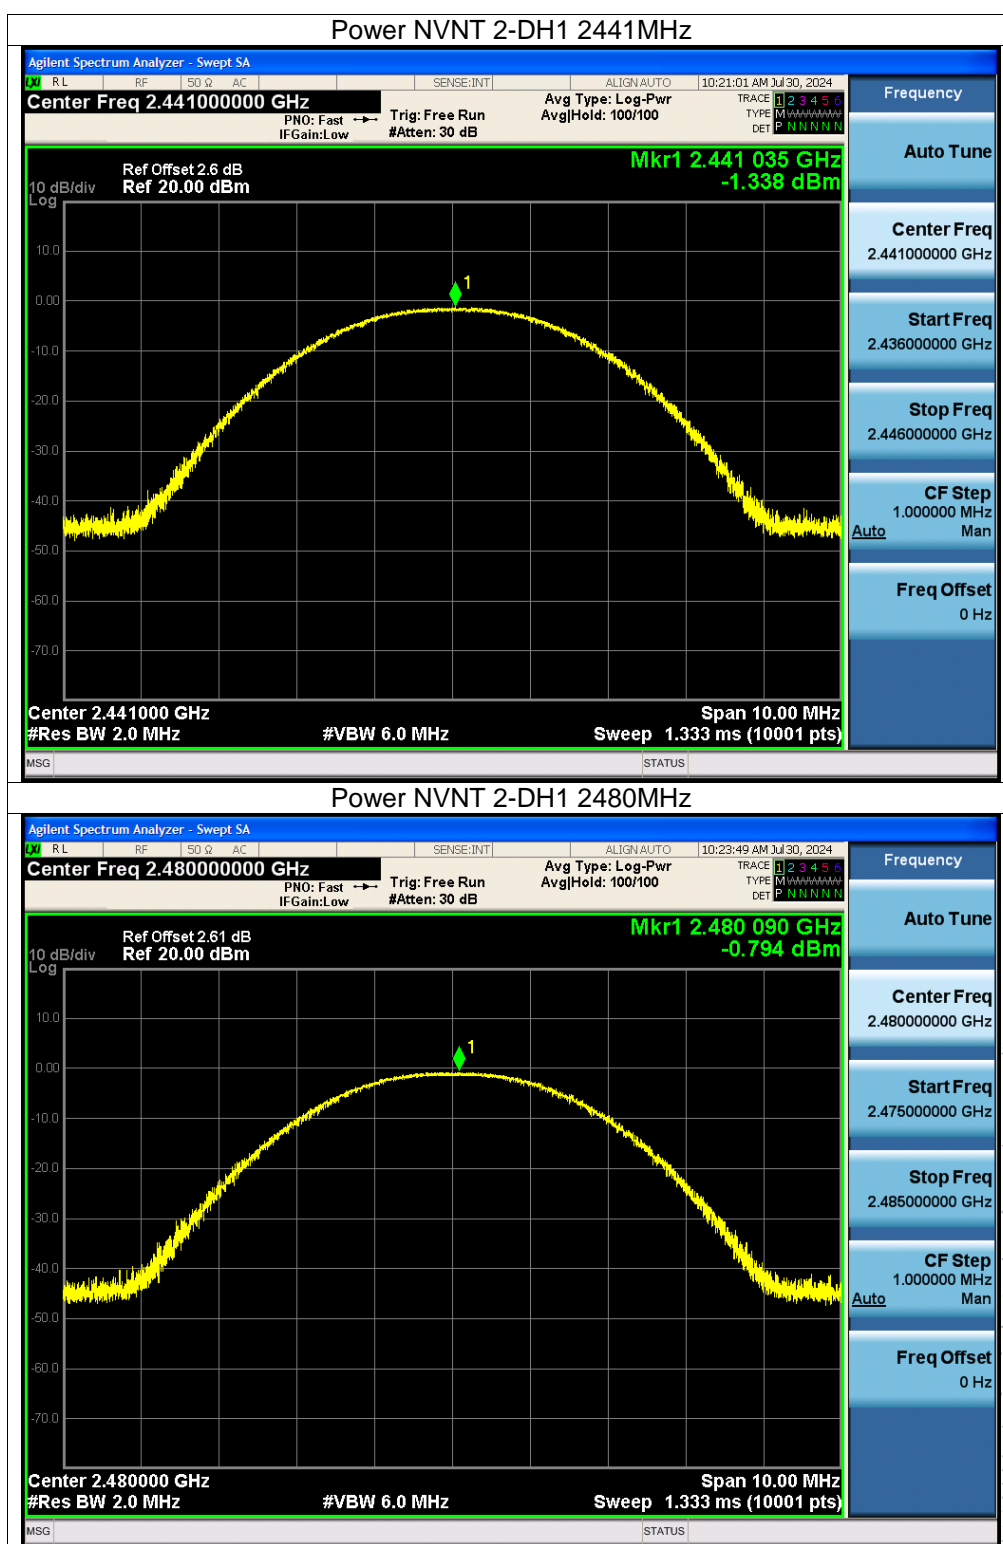 Power NVNT 2-DH1 2441MHz
Agilent Spectrum Analyzer - Swept SA
LXI RL RF 50 Ω AC SENSE:INT ALIGN AUTO 10:21:01 AM Jul 30, 2024
Center Freq 2.441000000 GHz
PNO: Fast
IFGain:Low
Trig: Free Run
#Atten: 30 dB
Avg Type: Log-Pwr
Avg|Hold: 100/100
TRACE 1 2 3 4 5 6
TYPE M
DET P N N N N N
Frequency
Mkr1 2.441 035 GHz
-1.338 dBm
Ref Offset 2.6 dB
10 dB/div Ref 20.00 dBm
Log
10.0
0.00
-10.0
-20.0
-30.0
-40.0
-50.0
-60.0
-70.0
1
Center 2.441000 GHz Span 10.00 MHz
#Res BW 2.0 MHz #VBW 6.0 MHz Sweep 1.333 ms (10001 pts)
MSG STATUS
Auto Tune
Center Freq
2.441000000 GHz
Start Freq
2.436000000 GHz
Stop Freq
2.446000000 GHz
CF Step
1.000000 MHz
Auto Man
Freq Offset
0 Hz
Power NVNT 2-DH1 2480MHz
Agilent Spectrum Analyzer - Swept SA
LXI RL RF 50 Ω AC SENSE:INT ALIGN AUTO 10:23:49 AM Jul 30, 2024
Center Freq 2.480000000 GHz
PNO: Fast
IFGain:Low
Trig: Free Run
#Atten: 30 dB
Avg Type: Log-Pwr
Avg|Hold: 100/100
TRACE 1 2 3 4 5 6
TYPE M
DET P N N N N N
Frequency
Mkr1 2.480 090 GHz
-0.794 dBm
Ref Offset 2.61 dB
10 dB/div Ref 20.00 dBm
Log
10.0
0.00
-10.0
-20.0
-30.0
-40.0
-50.0
-60.0
-70.0
1
Center 2.480000 GHz Span 10.00 MHz
#Res BW 2.0 MHz #VBW 6.0 MHz Sweep 1.333 ms (10001 pts)
MSG STATUS
Auto Tune
Center Freq
2.480000000 GHz
Start Freq
2.475000000 GHz
Stop Freq
2.485000000 GHz
CF Step
1.000000 MHz
Auto Man
Freq Offset
0 Hz